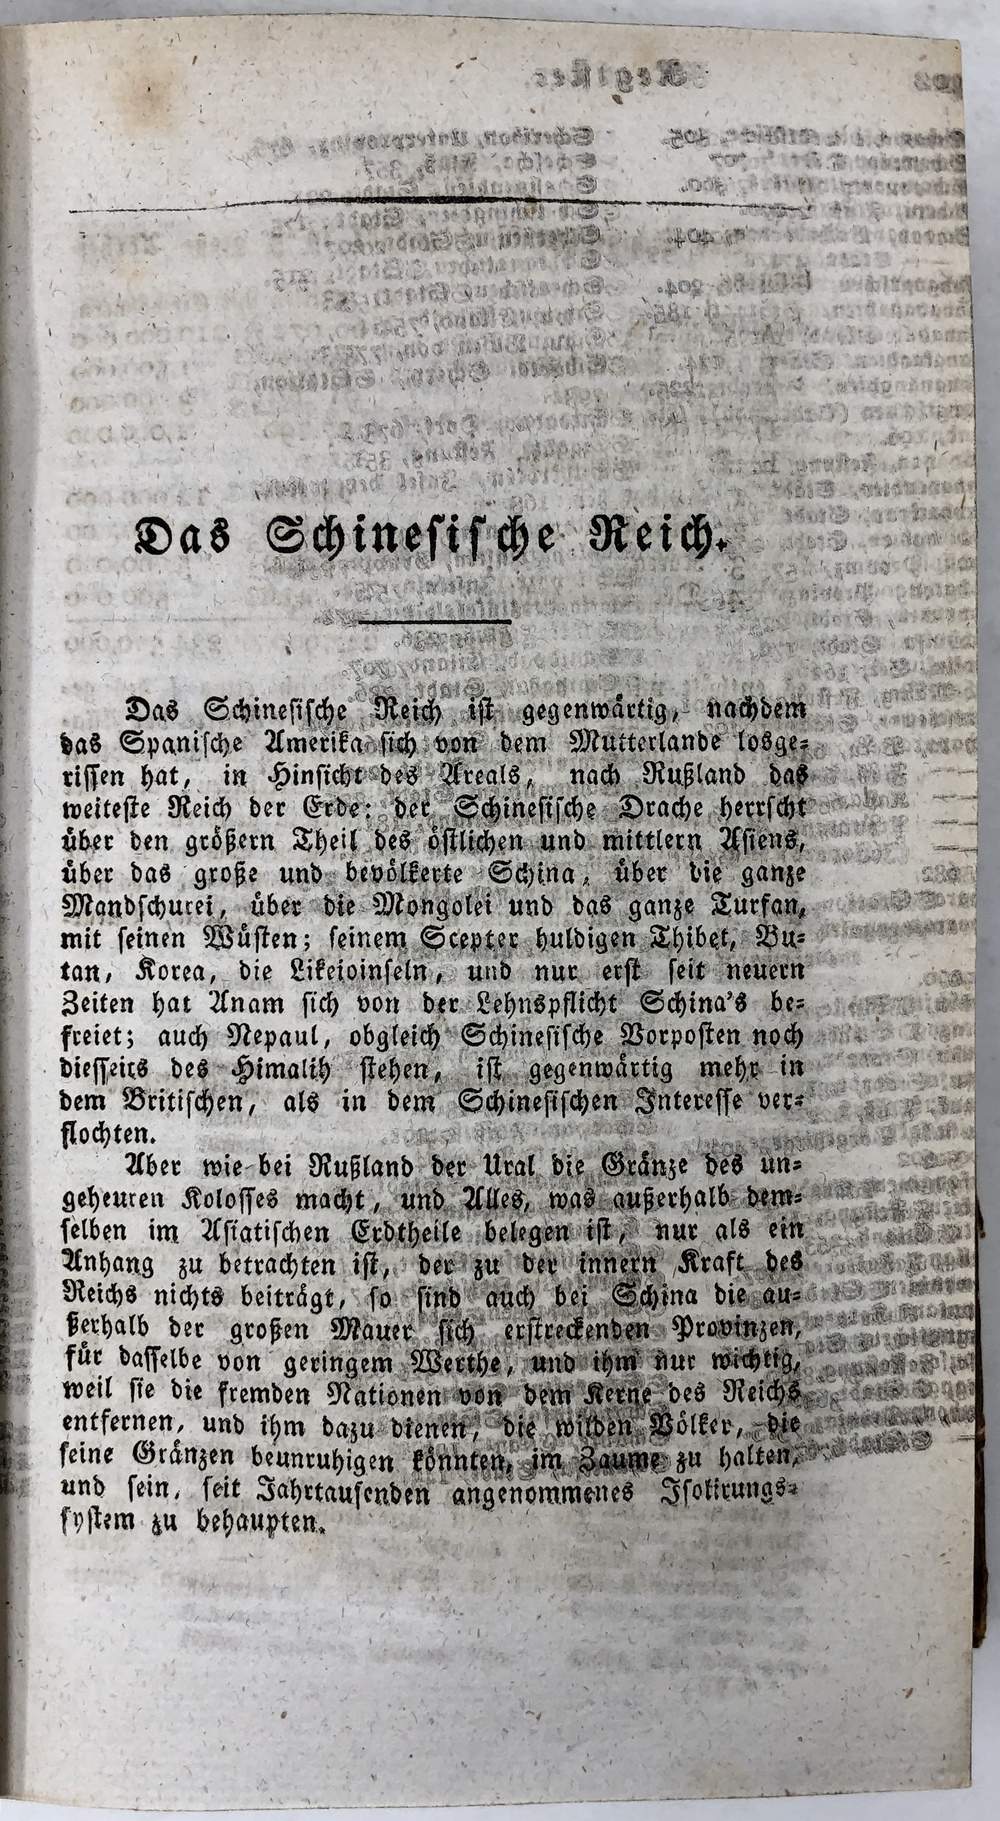 Das Schinesische Reich.
Das Schinesische Reich ist gegenwärtig, nachdem
das Spanische Amerika sich von dem Mutterlande losge=
rissen hat, in Hinsicht des Areals, nach Rußland das
weiteste Reich der Erde: der Schinesische Drache herrscht
über den größern Theil des östlichen und mittlern Asiens,
über das große und bevölkerte Schina, über die ganze
Mandschurei, über die Mongolei und das ganze Turfan,
mit seinen Wüsten; seinem Scepter huldigen Thibet, Bu=
tan, Korea, die Likeioinseln, und nur erst seit neuern
Zeiten hat Anam sich von der Lehnspflicht Schina's be=
freiet; auch Nepaul, obgleich Schinesische Vorposten noch
diesseits des Himalih stehen, ist gegenwärtig mehr in
dem Britischen, als in dem Schinesischen Interesse ver=
flochten.
Aber wie bei Rußland der Ural die Gränze des un=
geheuren Kolosses macht, und Alles, was außerhalb dem=
selben im Asiatischen Erdtheile belegen ist, nur als ein
Anhang zu betrachten ist, der zu der innern Kraft des
Reichs nichts beiträgt, so sind auch bei Schina die au=
ßerhalb der großen Mauer sich erstreckenden Provinzen,
für dasselbe von geringem Werthe, und ihm nur wichtig,
weil sie die fremden Nationen von dem Kerne des Reichs
entfernen, und ihm dazu dienen, die wilden Völker, die
seine Gränzen beunruhigen könnten, im Zaume zu halten,
und sein, seit Jahrtausenden angenommenes Isolirungs=
system zu behaupten.